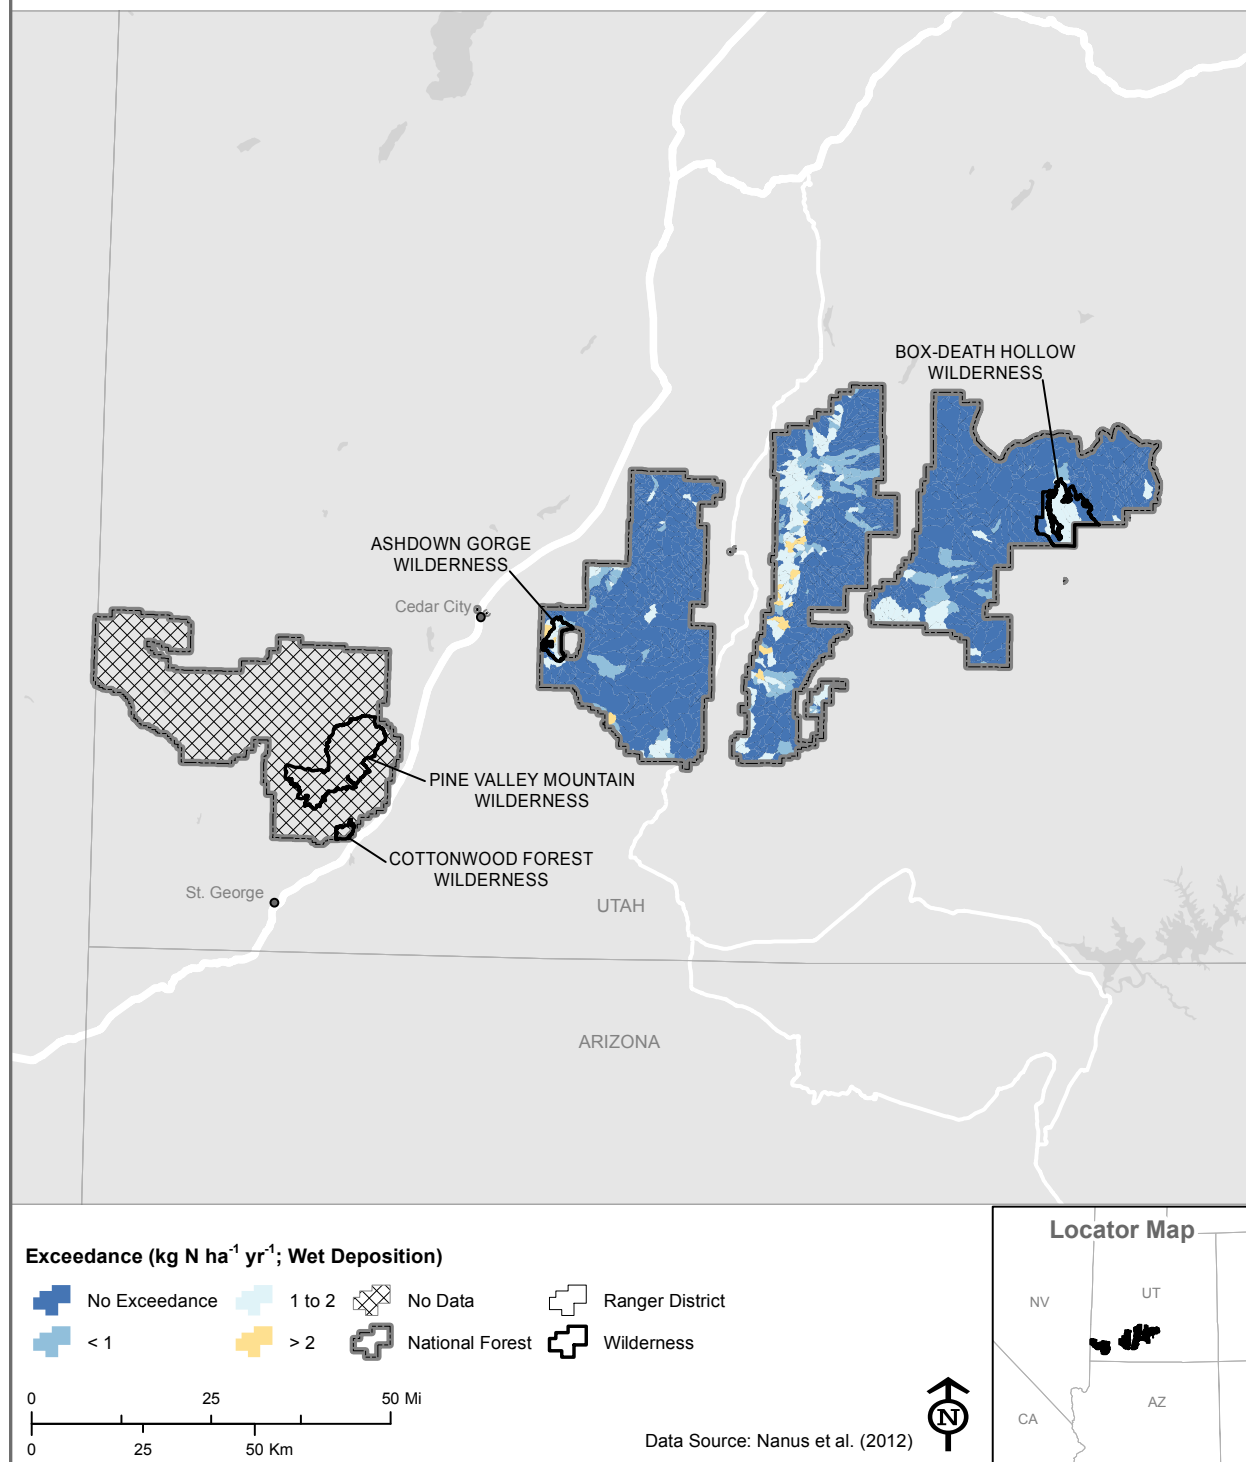 BOX-DEATH HOLLOW
WILDERNESS
ASHDOWN GORGE
WILDERNESS
Cedar City
PINE VALLEY MOUNTAIN
WILDERNESS
COTTONWOOD FOREST
WILDERNESS
St. George
UTAH
ARIZONA
Exceedance (kg N ha⁻¹ yr⁻¹; Wet Deposition)
No Exceedance
1 to 2
No Data
Ranger District
< 1
> 2
National Forest
Wilderness
0 25 50 Mi
0 25 50 Km
Data Source: Nanus et al. (2012)
N
Locator Map
NV
UT
CA
AZ